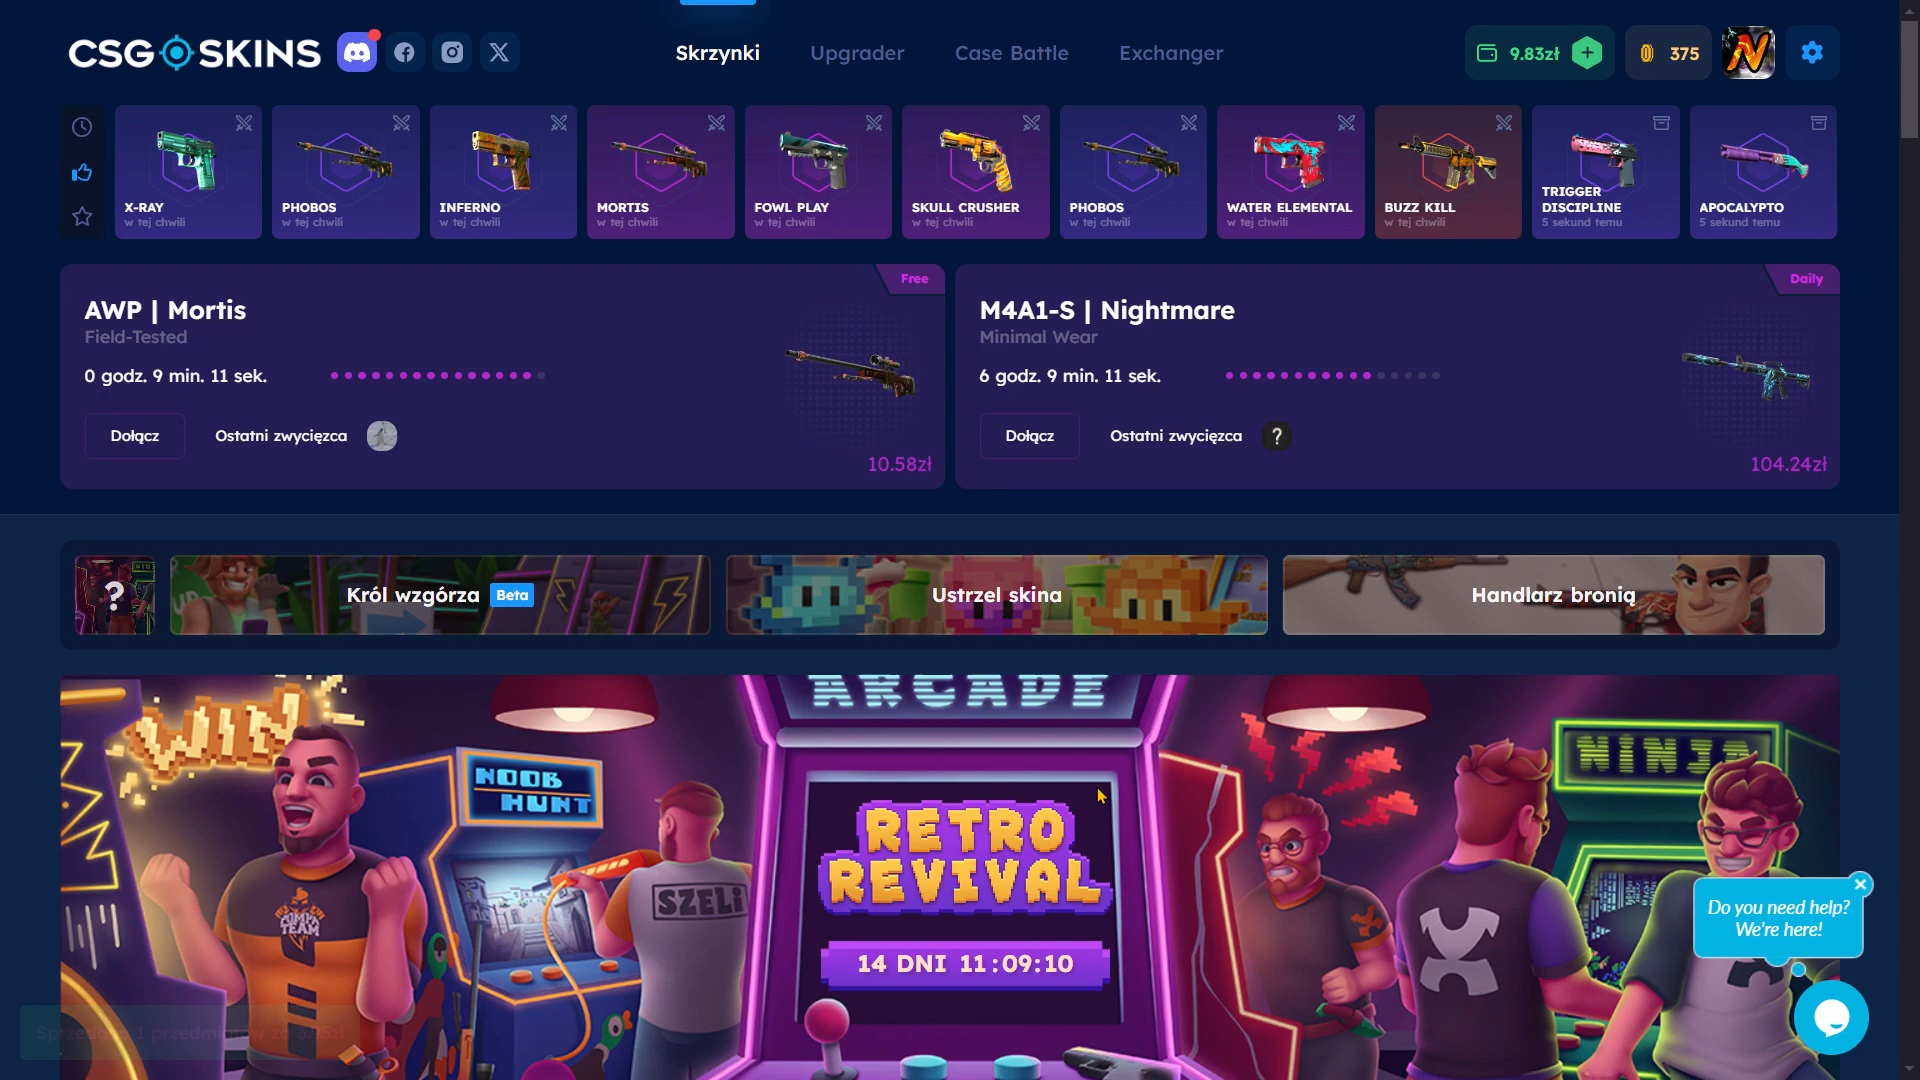 CSGOSKINS
Skrzynki
Upgrader
Case Battle
Exchanger
9.83zł
375
X-RAY
w tej chwili
PHOBOS
w tej chwili
INFERNO
w tej chwili
MORTIS
w tej chwili
FOWL PLAY
w tej chwili
SKULL CRUSHER
w tej chwili
PHOBOS
w tej chwili
WATER ELEMENTAL
w tej chwili
BUZZ KILL
w tej chwili
TRIGGER
DISCIPLINE
5 sekund temu
APOCALYPTO
5 sekund temu
Free
AWP | Mortis
Field-Tested
0 godz. 9 min. 11 sek.
Dołącz
Ostatni zwycięzca
10.58zł
Daily
M4A1-S | Nightmare
Minimal Wear
6 godz. 9 min. 11 sek.
Dołącz
Ostatni zwycięzca
?
104.24zł
?
Król wzgórza Beta
Ustrzel skina
Handlarz bronią
ARCADE
WIN
NOOB
HUNT
SZELi
NINJA
RETRO
REVIVAL
14 DNI 11:09:10
COMPA
TEAM
Do you need help?
We're here!